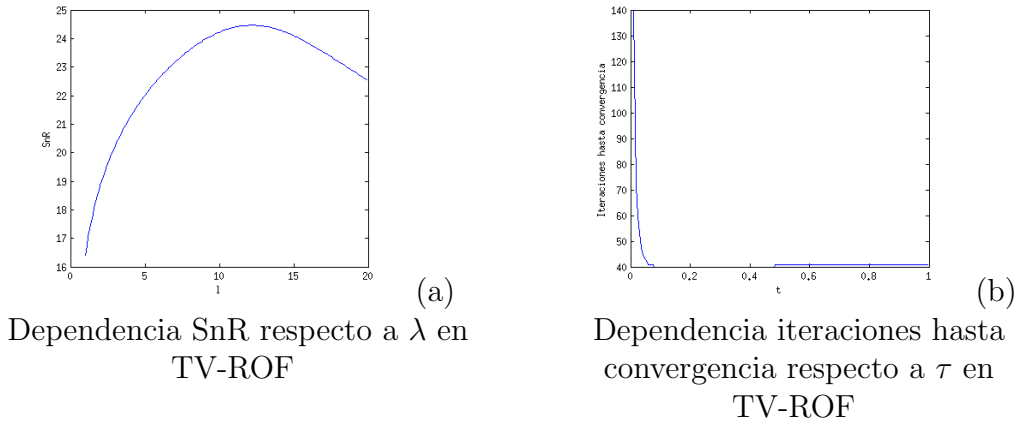 25
24
23
22
21
20
19
18
17
16
SnR
0 5 10 15 20
l
(a)
Dependencia SnR respecto a λ en
TV-ROF
140
130
120
110
100
90
80
70
60
50
40
Iteraciones hasta convergencia
0 0.2 0.4 0.6 0.8 1
t
(b)
Dependencia iteraciones hasta
convergencia respecto a τ en
TV-ROF